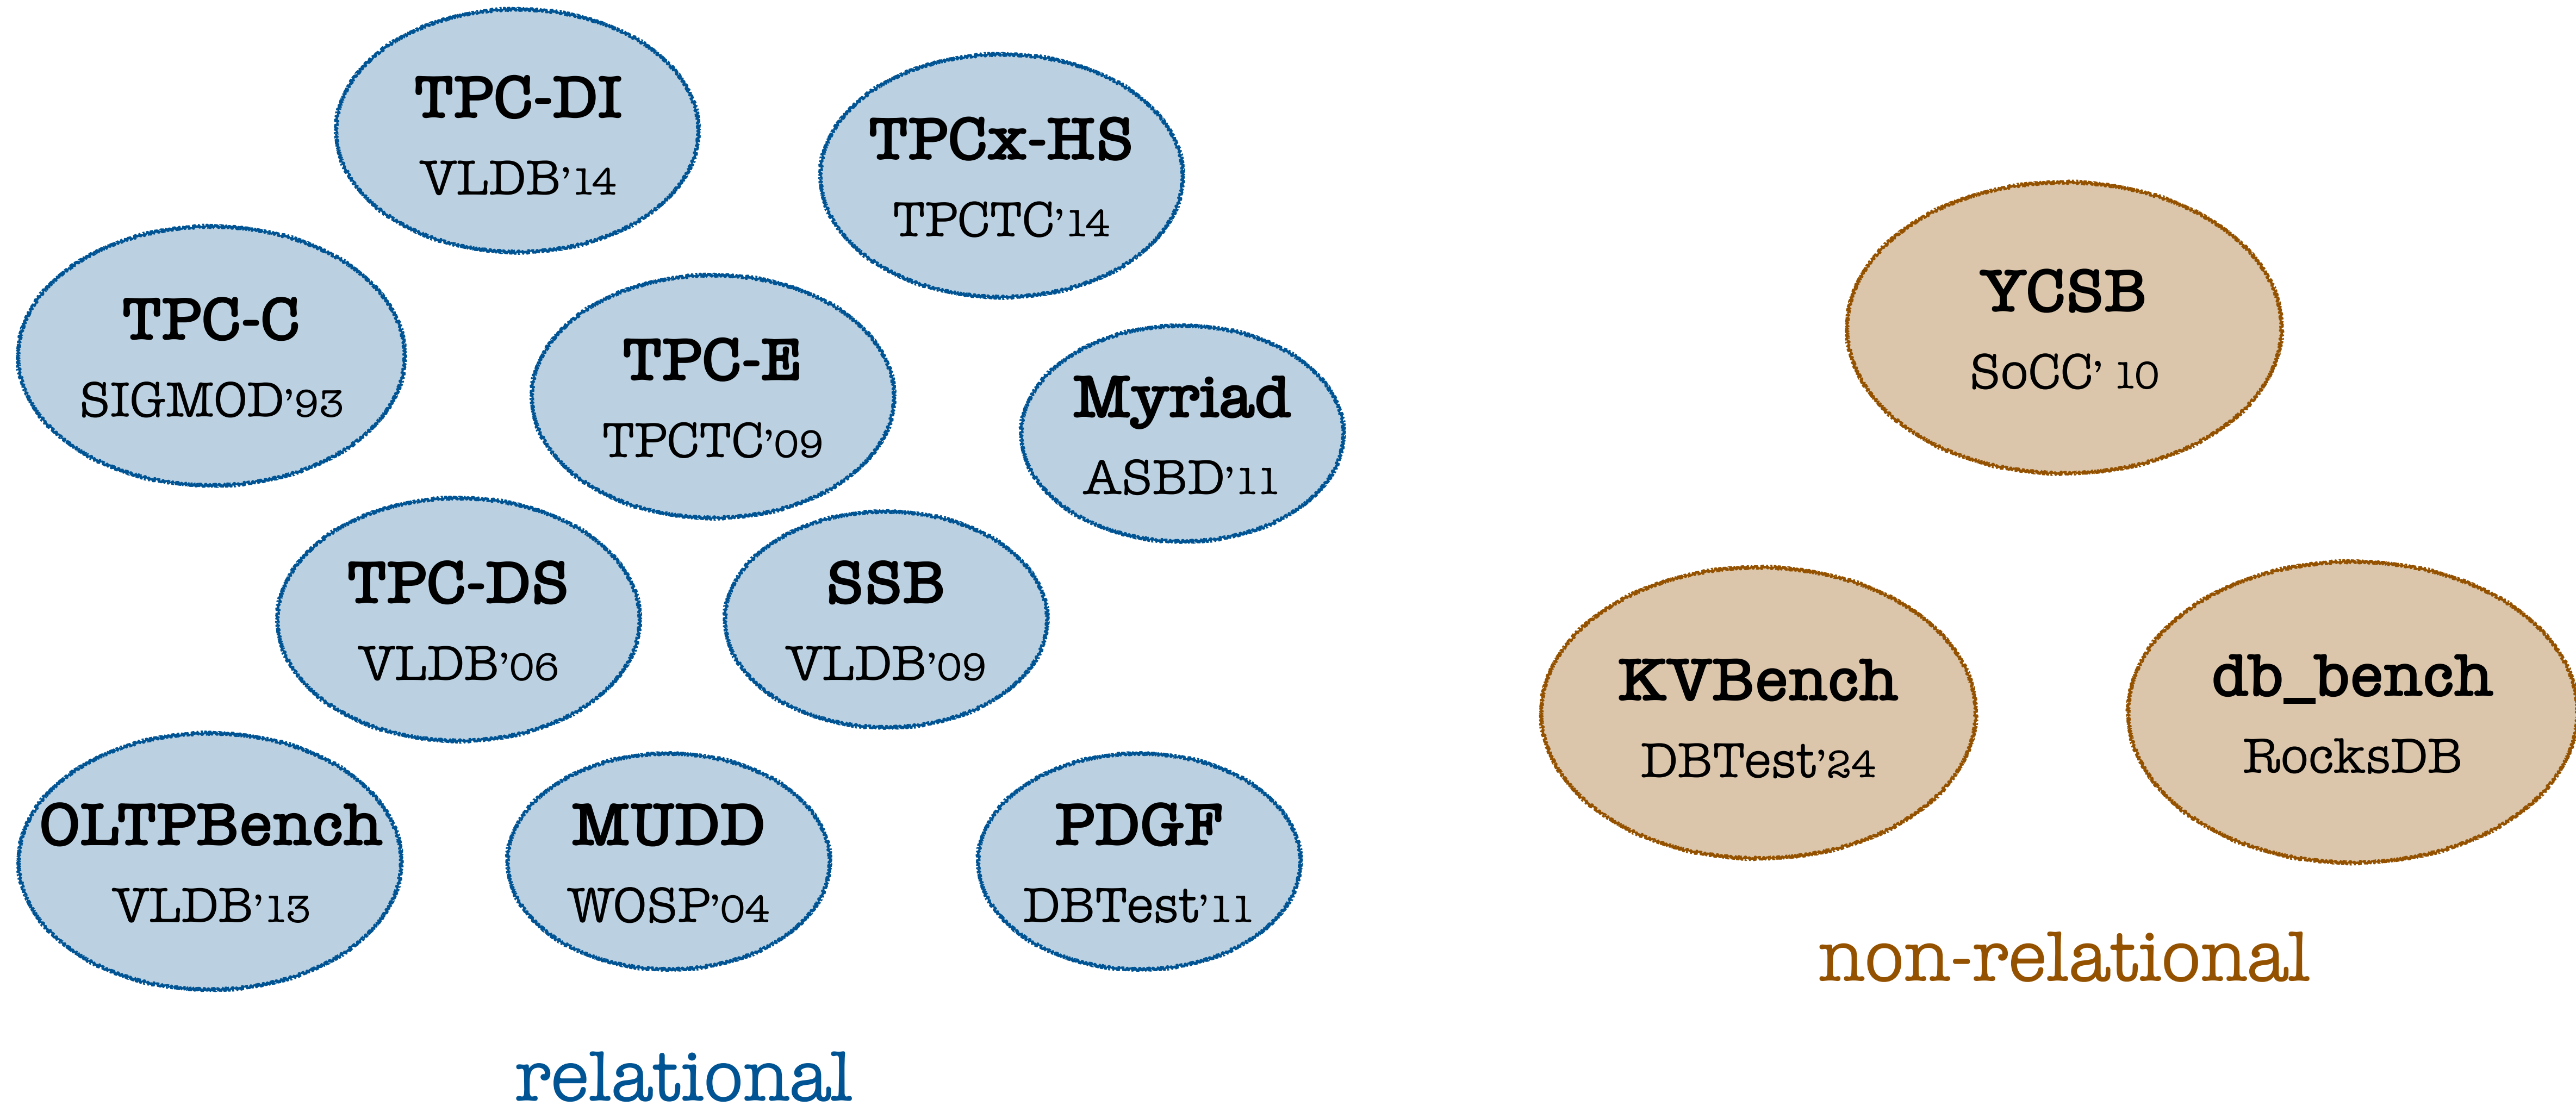 TPC-DI
VLDB’14
TPCx-HS
TPCTC’14
TPC-C
SIGMOD’93
TPC-E
TPCTC’09
Myriad
ASBD’11
TPC-DS
VLDB’06
SSB
VLDB’09
OLTPBench
VLDB’13
MUDD
WOSP’04
PDGF
DBTest’11
relational
YCSB
SoCC’ 10
KVBench
DBTest’24
db_bench
RocksDB
non-relational